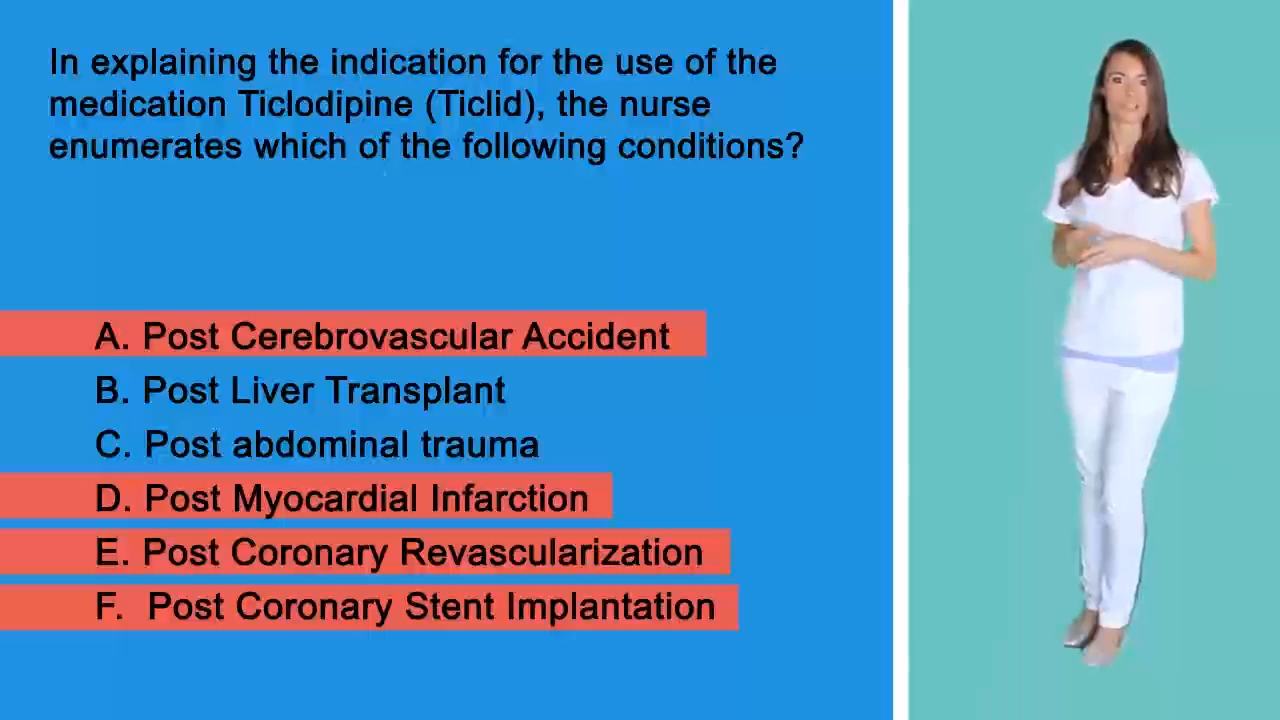 In explaining the indication for the use of the
medication Ticlodipine (Ticlid), the nurse
enumerates which of the following conditions?
A. Post Cerebrovascular Accident
B. Post Liver Transplant
C. Post abdominal trauma
D. Post Myocardial Infarction
E. Post Coronary Revascularization
F. Post Coronary Stent Implantation